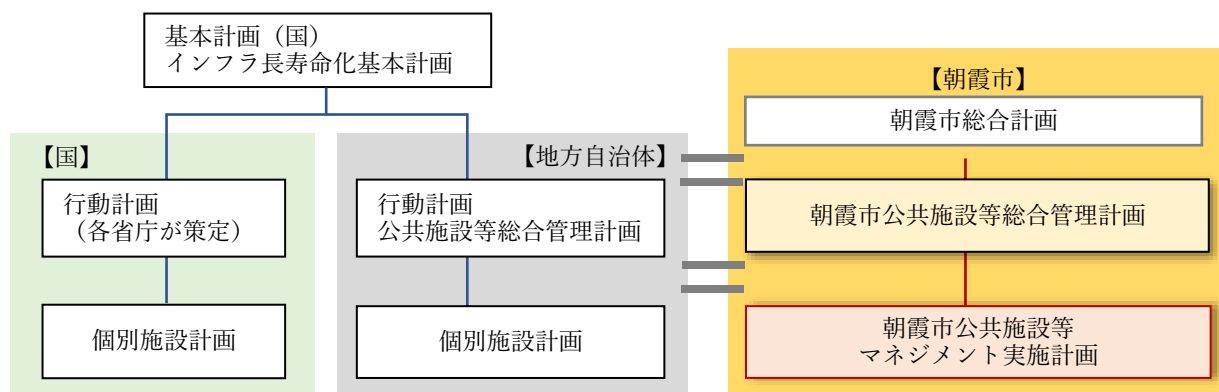 基本計画（国）
インフラ長寿命化基本計画
【国】
行動計画
（各省庁が策定）
個別施設計画
【地方自治体】
行動計画
公共施設等総合管理計画
個別施設計画
【朝霞市】
朝霞市総合計画
朝霞市公共施設等総合管理計画
朝霞市公共施設等
マネジメント実施計画